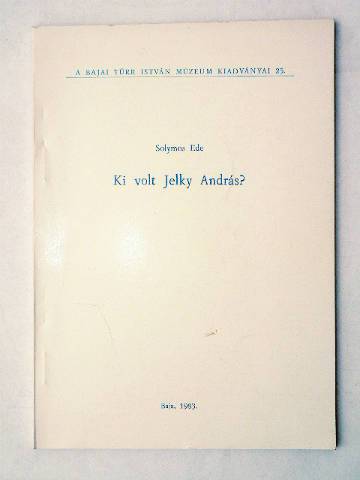 A BAJAI TÜRR ISTVÁN MÚZEUM KIADVÁNYAI 25.
Solymos Ede
Ki volt Jelky András?
Baja, 1983.